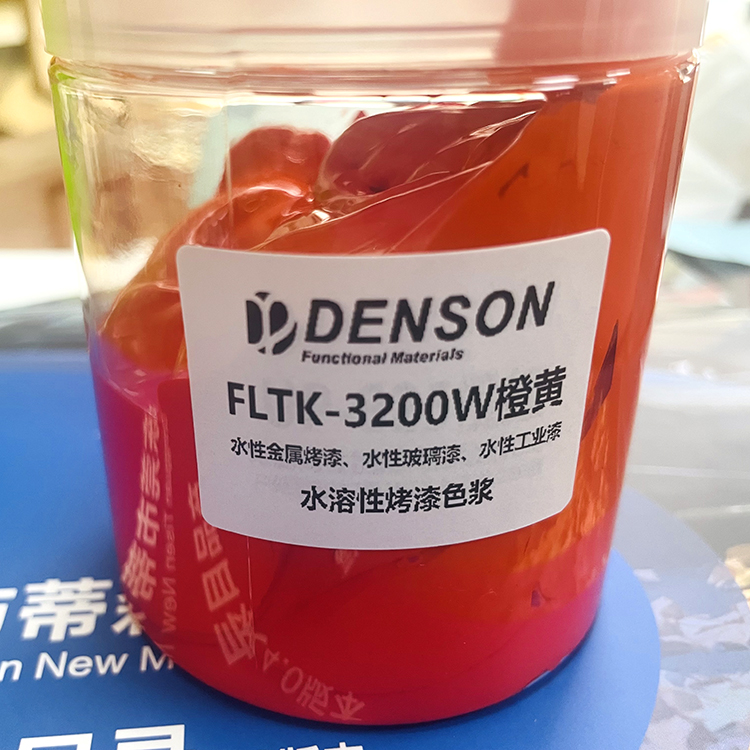 DENSON
Functional Materials
FLTK-3200W橙黄
水性金属烤漆、水性玻璃漆、水性工业漆
水溶性烤漆色浆
蒂
n New M